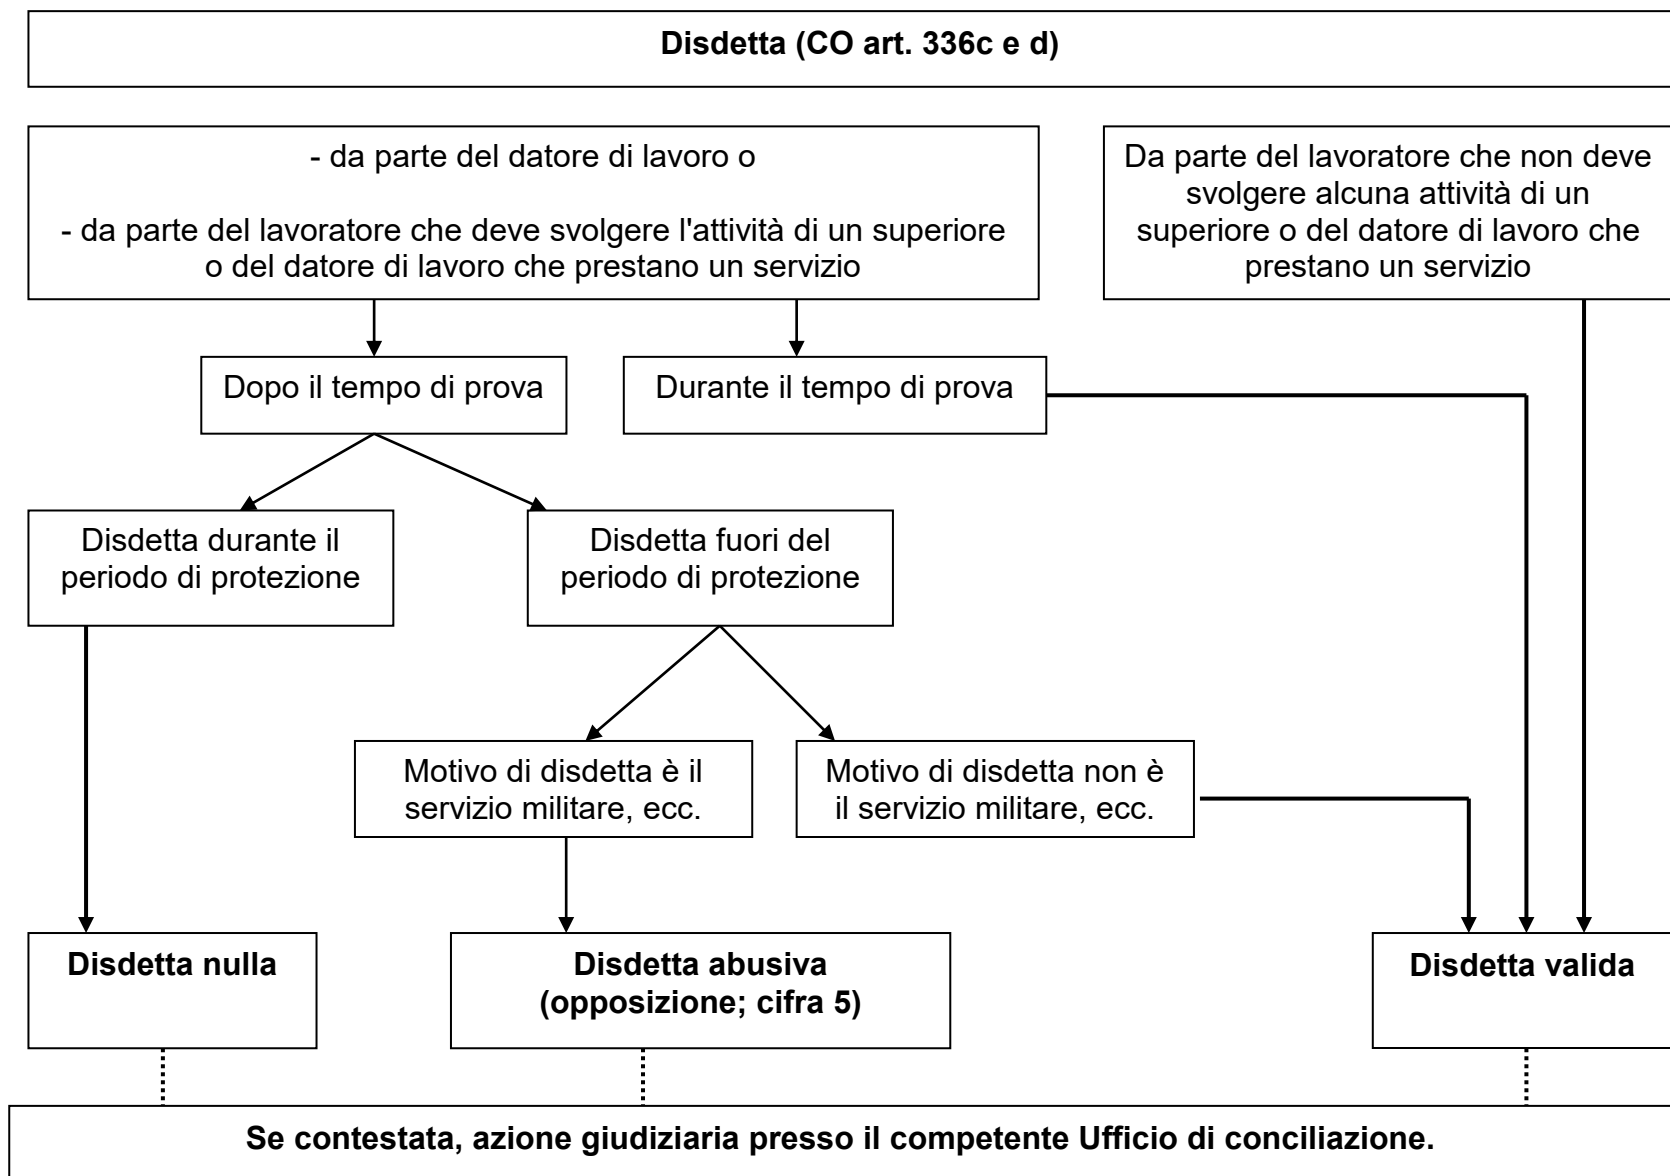 Disdetta (CO art. 336c e d)
- da parte del datore di lavoro o
- da parte del lavoratore che deve svolgere l'attività di un superiore
o del datore di lavoro che prestano un servizio
Da parte del lavoratore che non deve
svolgere alcuna attività di un
superiore o del datore di lavoro che
prestano un servizio
Dopo il tempo di prova
Durante il tempo di prova
Disdetta durante il
periodo di protezione
Disdetta fuori del
periodo di protezione
Motivo di disdetta è il
servizio militare, ecc.
Motivo di disdetta non è
il servizio militare, ecc.
Disdetta nulla
Disdetta abusiva
(opposizione; cifra 5)
Disdetta valida
Se contestata, azione giudiziaria presso il competente Ufficio di conciliazione.